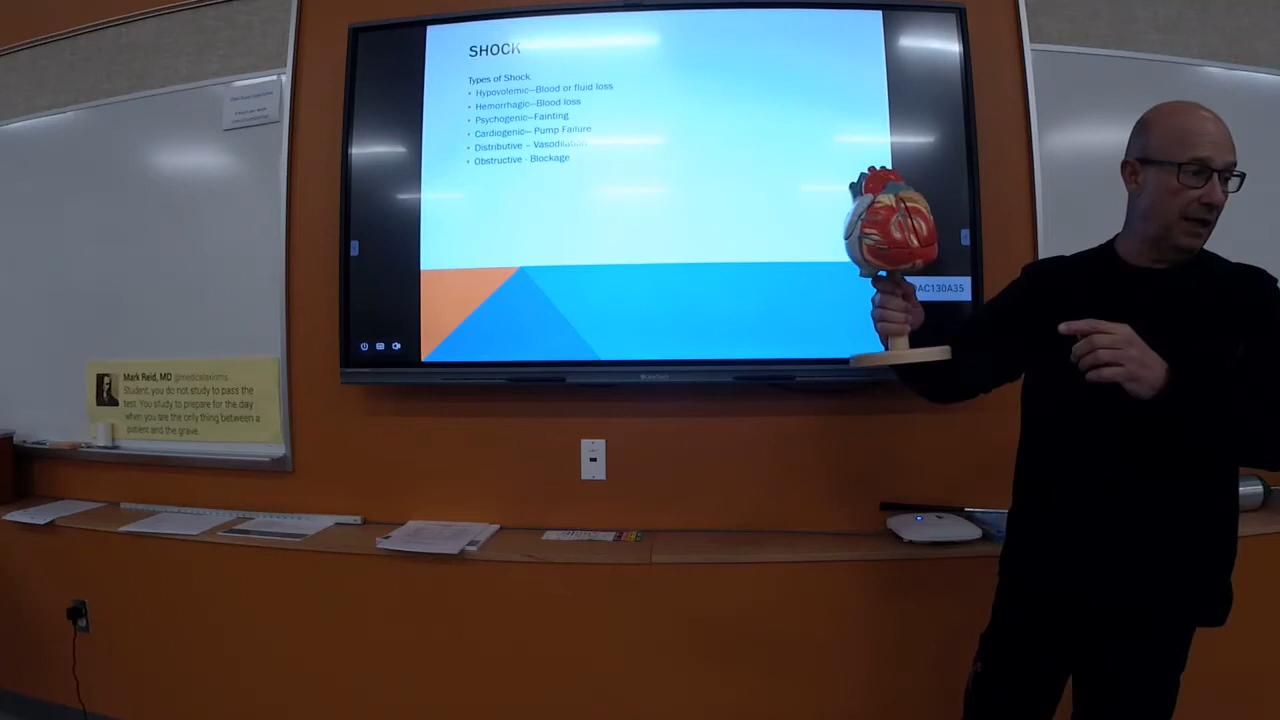 SHOCK
Types of Shock
• Hypovolemic—Blood or fluid loss
• Hemorrhagic—Blood loss
• Psychogenic—Fainting
• Cardiogenic— Pump Failure
• Distributive – Vasodilation
• Obstructive - Blockage
AC130A35
Mark Reid, MD @medicalaxioms
Student, you do not study to pass the
test. You study to prepare for the day
when you are the only thing between a
patient and the grave.